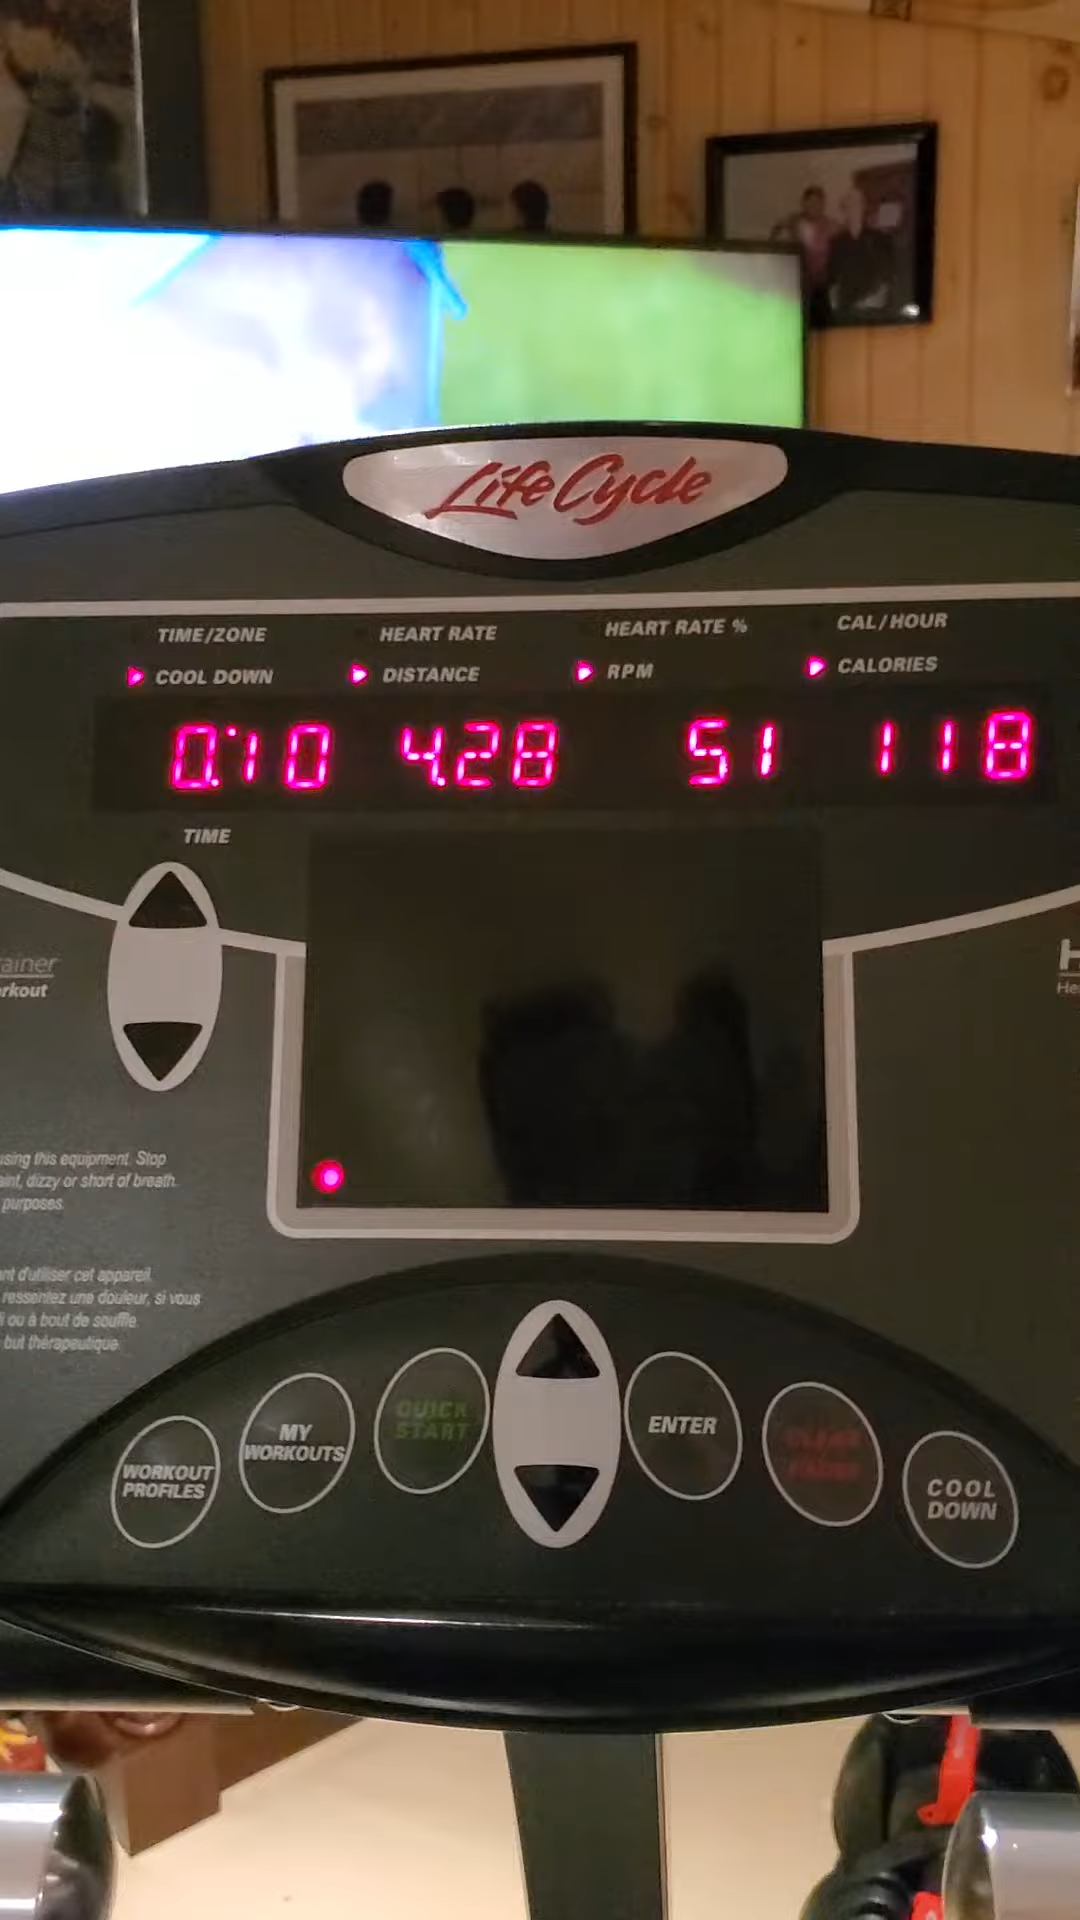 Life Cycle
TIME/ZONE HEART RATE HEART RATE % CAL/HOUR
COOL DOWN DISTANCE RPM CALORIES
0:10 4.28 51 118
TIME
ainer
rkout
H
He
using this equipment. Stop
aint, dizzy or short of breath.
purposes.
nt d'utiliser cet appareil.
ressentez une douleur, si vous
i ou à bout de souffle.
but thérapeutique.
QUICK
START
MY
WORKOUTS
ENTER
WORKOUT
PROFILES
COOL
DOWN